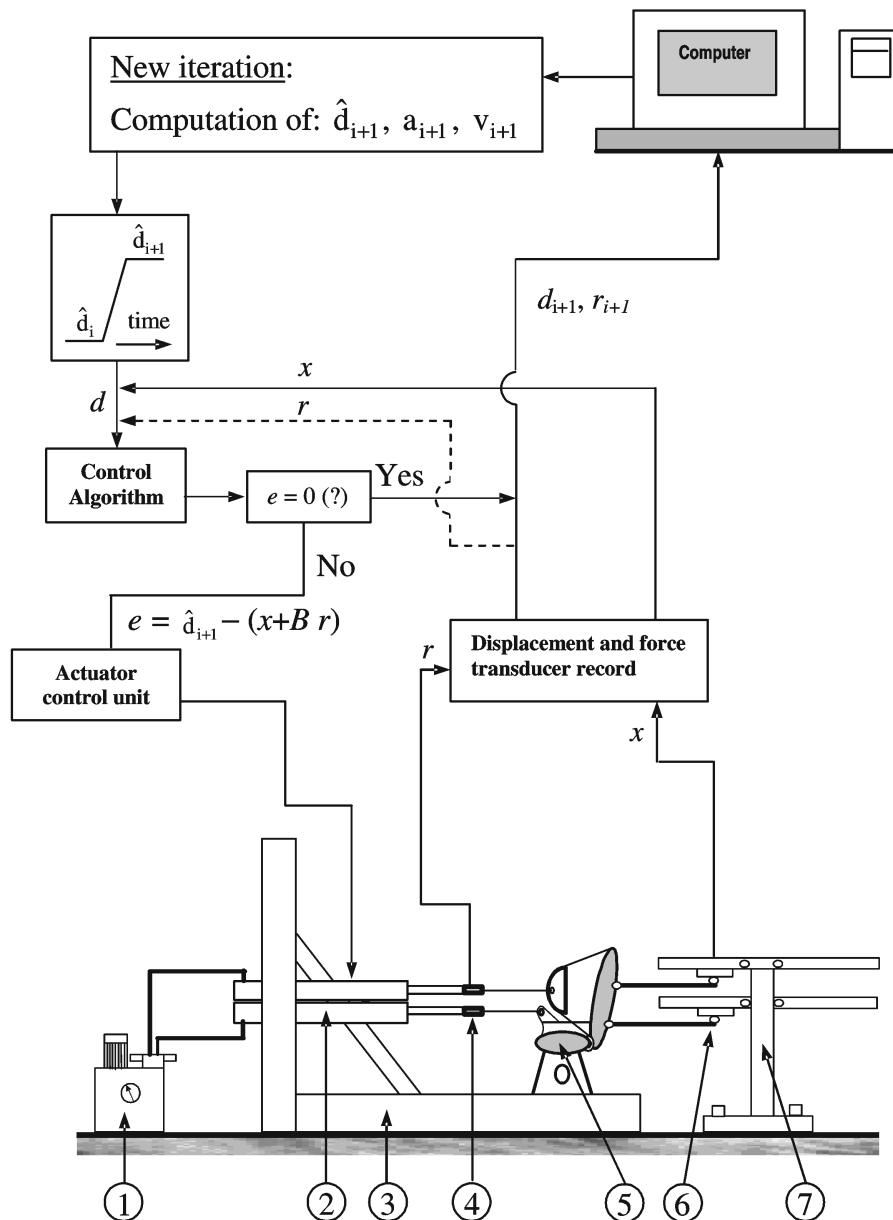 Computer
New iteration:
Computation of: d̂i+1, ai+1, vi+1
d̂i+1
d̂i
time
di+1, ri+1
x
d
r
Control
Algorithm
e = 0 (?)
Yes
No
e = d̂i+1 – (x+B r)
Actuator
control unit
Displacement and force
transducer record
r
x
1 2 3 4 5 6 7